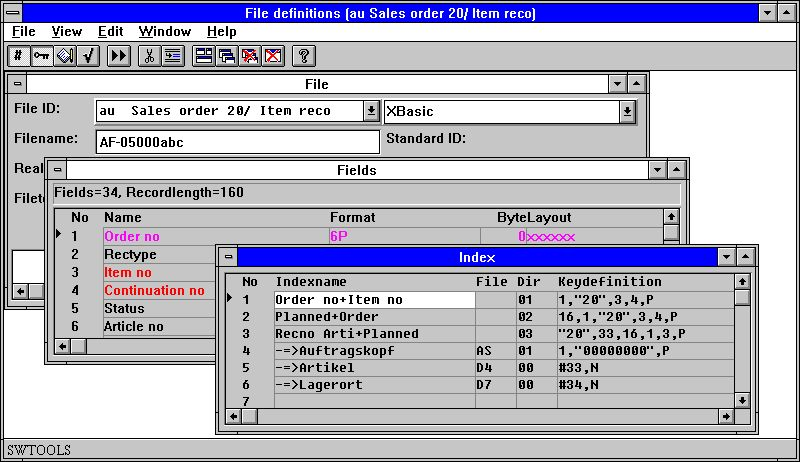 File definitions (au Sales order 20/ Item reco)
File View Edit Window Help
#
?
File
File ID: au Sales order 20/ Item reco XBasic
Filename: AF-05000abc Standard ID:
Real
Filet
Fields
Fields=34, Recordlength=160
No Name Format Byte Layout
1 Order no 6P 0 xxxxxx
2 Rectype
3 Item no
4 Continuation no
5 Status
6 Article no
Index
No Indexname File Dir Keydefinition
1 Order no+Item no 01 1,"20",3,4,P
2 Planned+Order 02 16,1,"20",3,4,P
3 Recno Arti+Planned 03 "20",33,16,1,3,P
4 -=>Auftragskopf AS 01 1,"00000000",P
5 -=>Artikel D4 00 #33,N
6 -=>Lagerort D7 00 #34,N
7
SWTOOLS